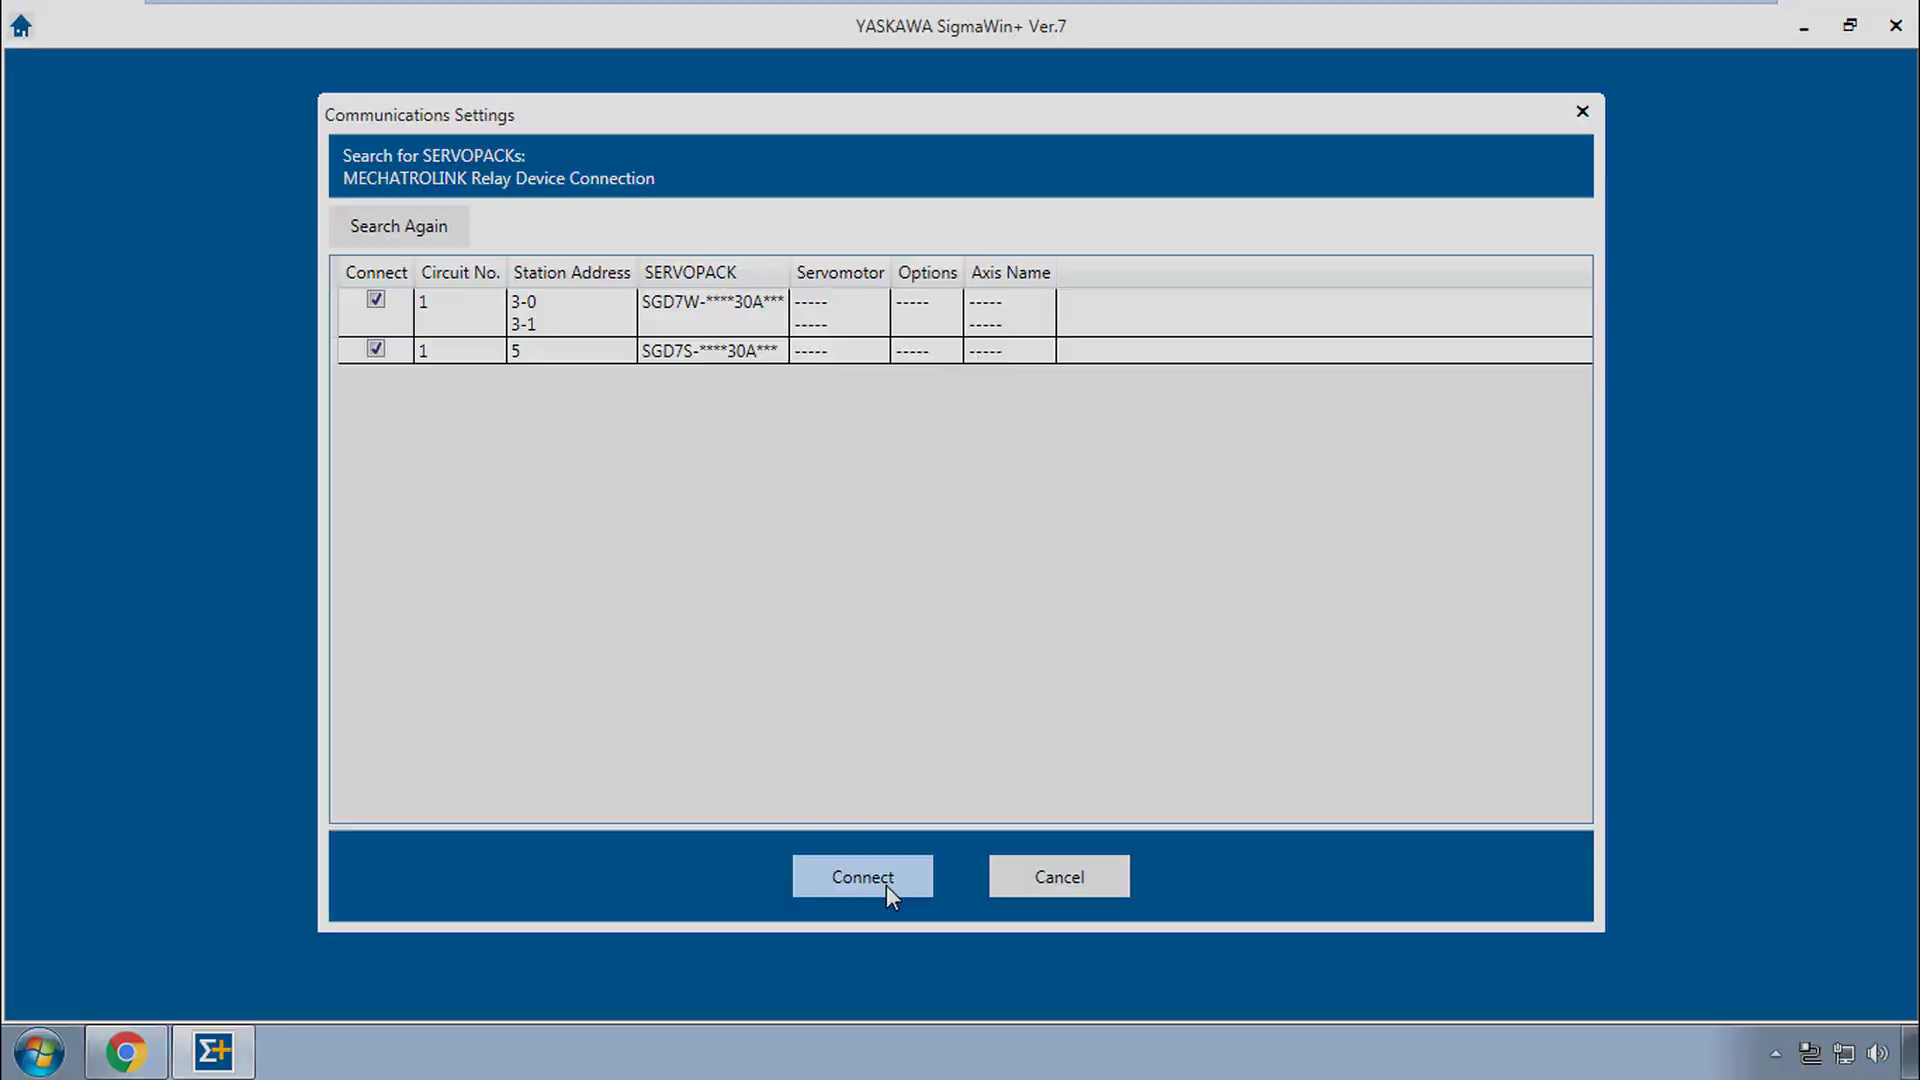 YASKAWA SigmaWin+ Ver.7
Communications Settings
Search for SERVOPACKs:
MECHATROLINK Relay Device Connection
Search Again
Connect Circuit No. Station Address SERVOPACK Servomotor Options Axis Name
1 3-0 SGD7W-****30A*** ----- ----- -----
3-1 ----- -----
1 5 SGD7S-****30A*** ----- ----- -----
Connect Cancel
Σ+